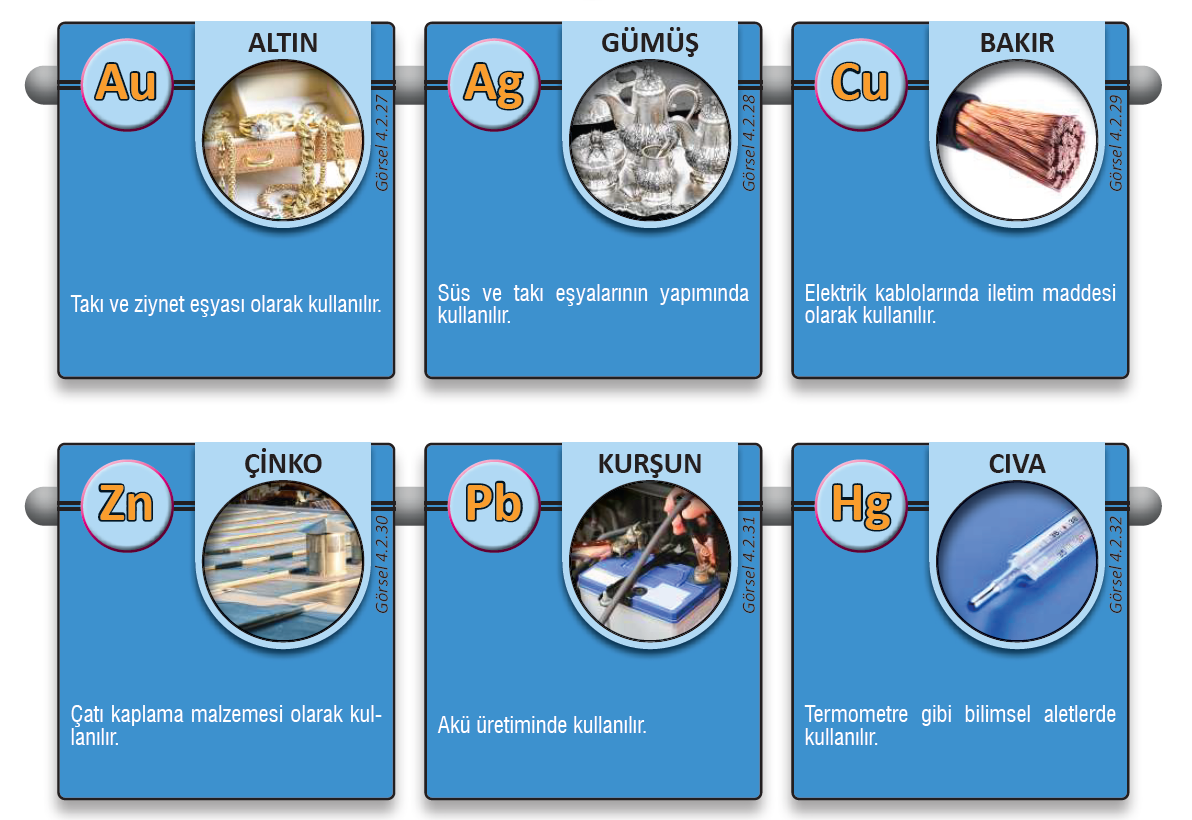 ALTIN
Au
Görsel 4.2.27
Takı ve ziynet eşyası olarak kullanılır.
GÜMÜŞ
Ag
Görsel 4.2.28
Süs ve takı eşyalarının yapımında
kullanılır.
BAKIR
Cu
Görsel 4.2.29
Elektrik kablolarında iletim maddesi
olarak kullanılır.
ÇİNKO
Zn
Görsel 4.2.30
Çatı kaplama malzemesi olarak kul-
lanılır.
KURŞUN
Pb
Görsel 4.2.31
Akü üretiminde kullanılır.
CIVA
Hg
Görsel 4.2.32
Termometre gibi bilimsel aletlerde
kullanılır.